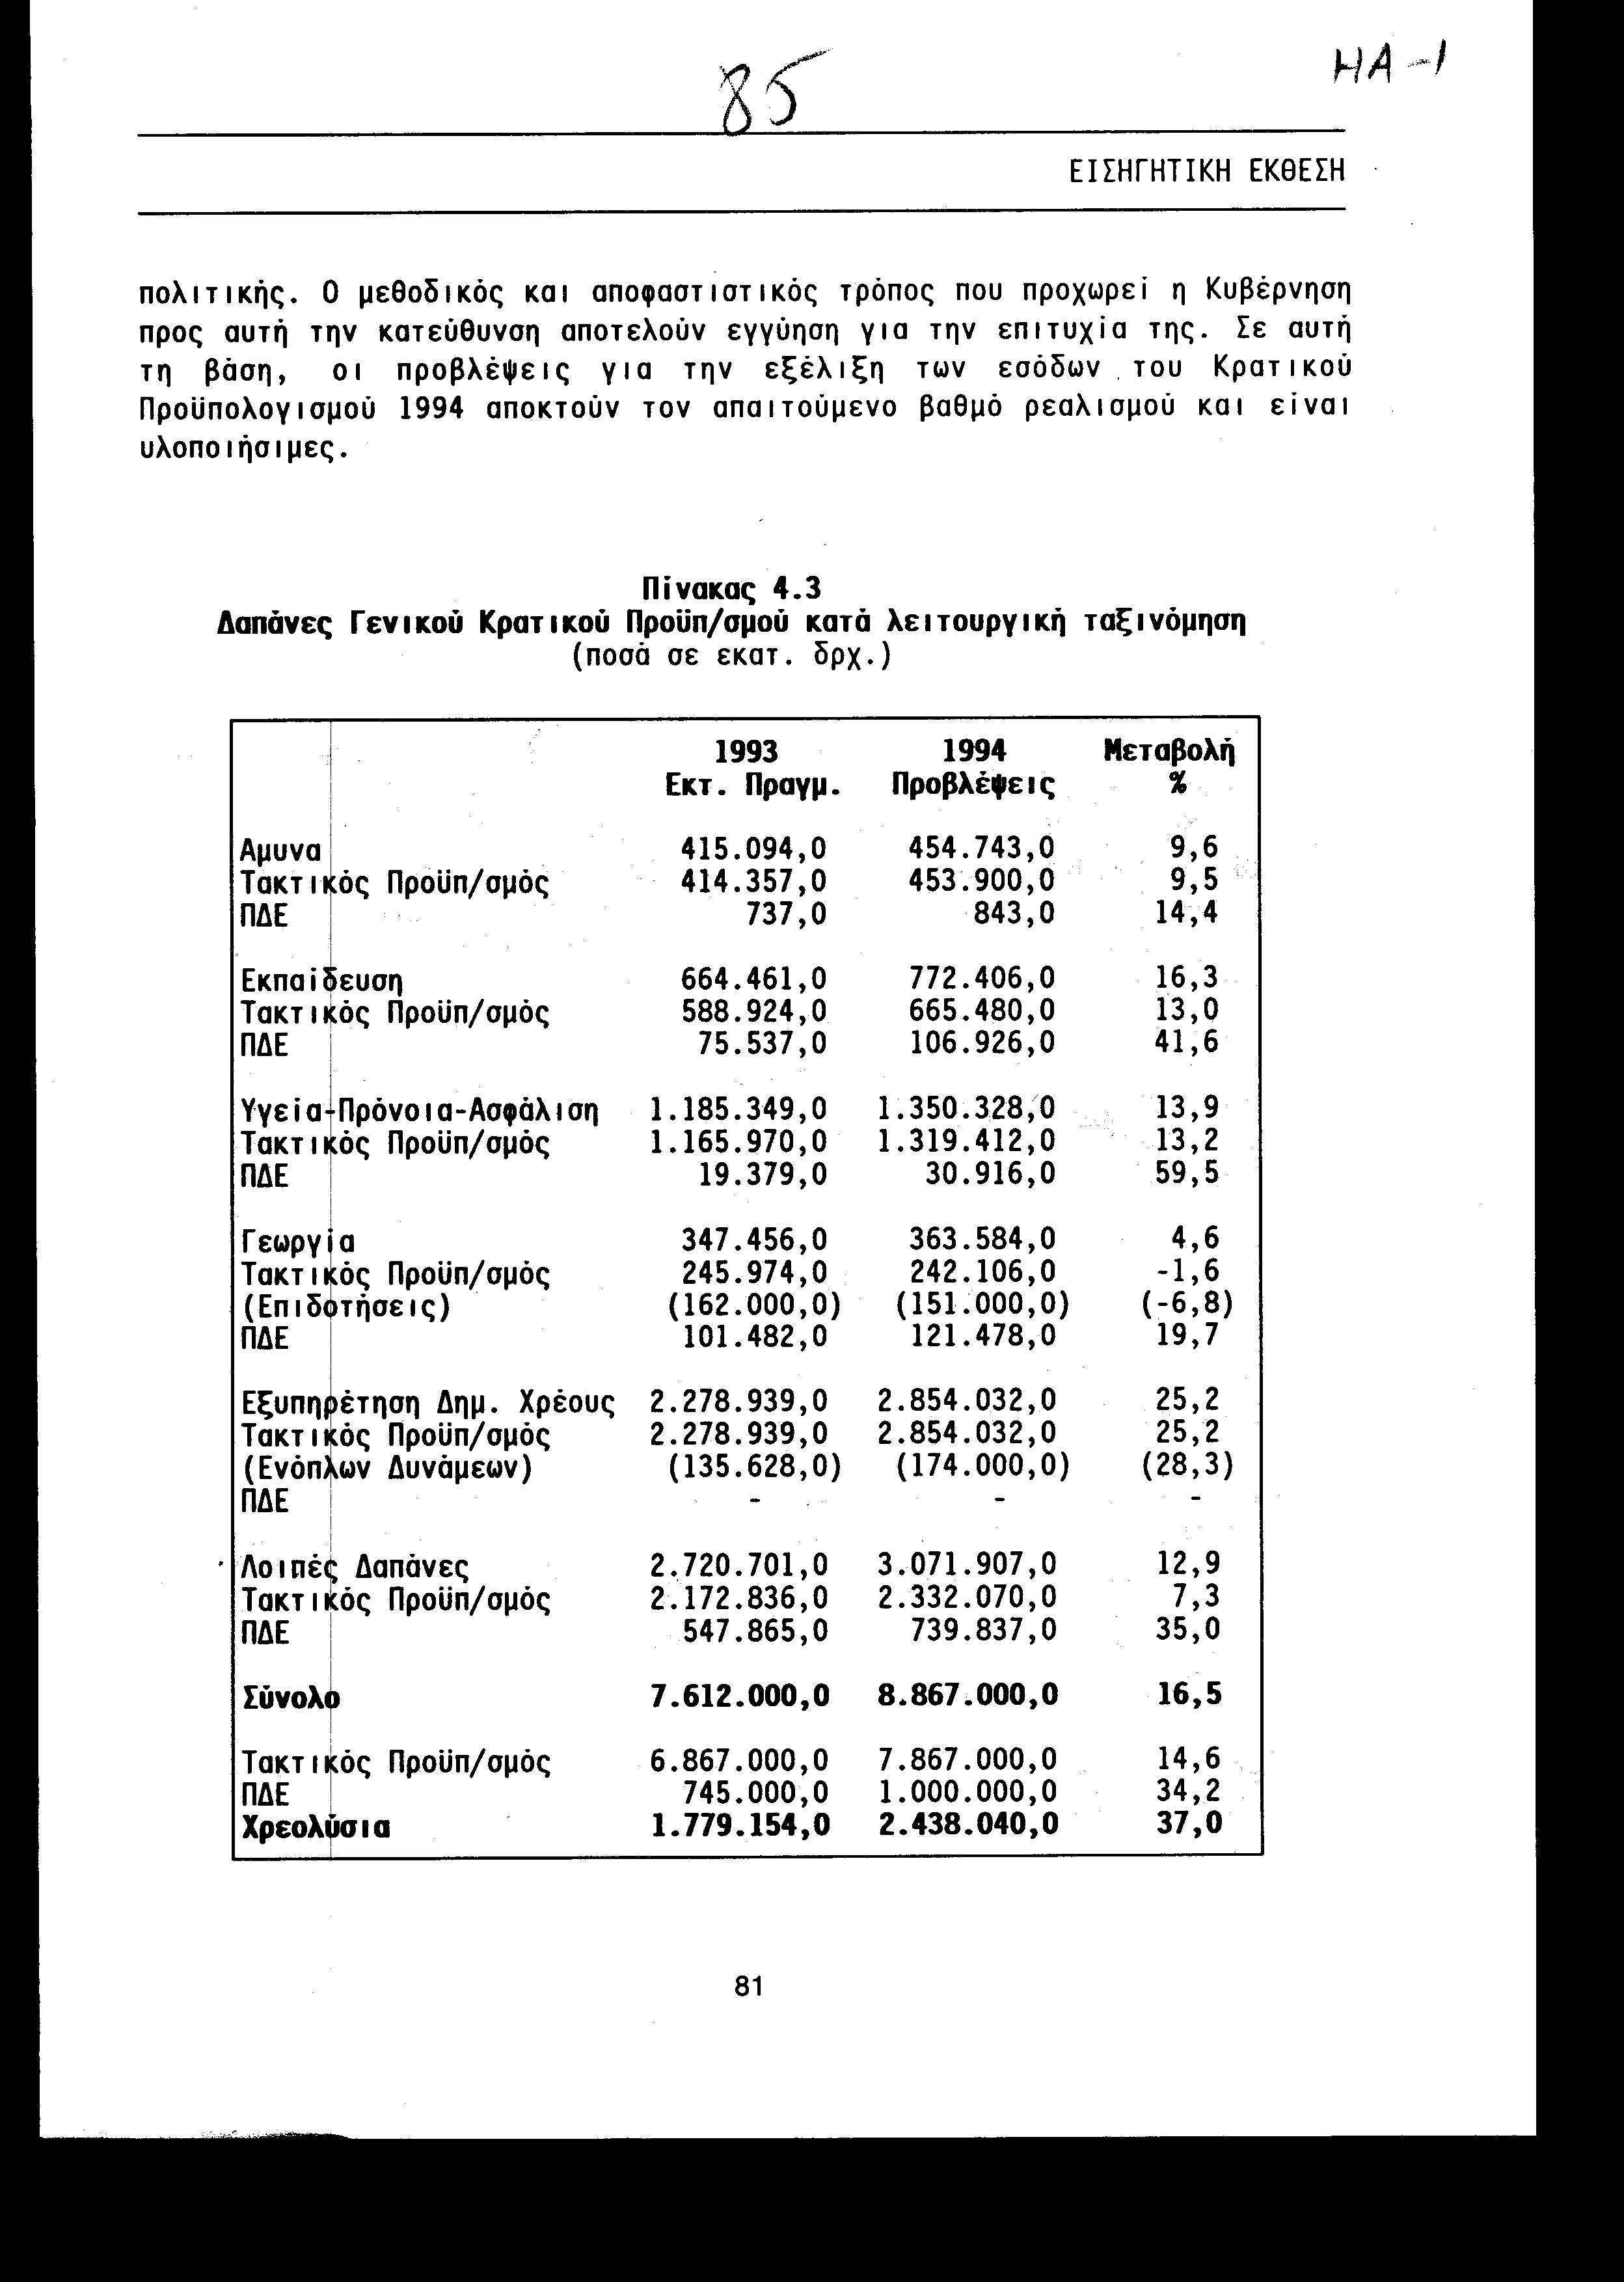 85
HA-1
ΕΙΣΗΓΗΤΙΚΗ ΕΚΘΕΣΗ
πολιτικής. Ο μεθοδικός και αποφαστιστικός τρόπος που προχωρεί η Κυβέρνηση
προς αυτή την κατεύθυνση αποτελούν εγγύηση για την επιτυχία της. Σε αυτή
τη βάση, οι προβλέψεις για την εξέλιξη των εσόδων του Κρατικού
Προϋπολογισμού 1994 αποκτούν τον απαιτούμενο βαθμό ρεαλισμού και είναι
υλοποιήσιμες.
Πίνακας 4.3
Δαπάνες Γενικού Κρατικού Προϋπ/σμού κατά λειτουργική ταξινόμηση
(ποσά σε εκατ. δρχ.)
1993 1994 Μεταβολή
Εκτ. Πραγμ. Προβλέψεις %
Αμυνα 415.094,0 454.743,0 9,6
Τακτικός Προϋπ/σμός 414.357,0 453.900,0 9,5
ΠΔΕ 737,0 843,0 14,4
Εκπαίδευση 664.461,0 772.406,0 16,3
Τακτικός Προϋπ/σμός 588.924,0 665.480,0 13,0
ΠΔΕ 75.537,0 106.926,0 41,6
Υγεία-Πρόνοια-Ασφάλιση 1.185.349,0 1.350.328,0 13,9
Τακτικός Προϋπ/σμός 1.165.970,0 1.319.412,0 13,2
ΠΔΕ 19.379,0 30.916,0 59,5
Γεωργία 347.456,0 363.584,0 4,6
Τακτικός Προϋπ/σμός 245.974,0 242.106,0 -1,6
(Επιδοτήσεις) (162.000,0) (151.000,0) (-6,8)
ΠΔΕ 101.482,0 121.478,0 19,7
Εξυπηρέτηση Δημ. Χρέους 2.278.939,0 2.854.032,0 25,2
Τακτικός Προϋπ/σμός 2.278.939,0 2.854.032,0 25,2
(Ενόπλων Δυνάμεων) (135.628,0) (174.000,0) (28,3)
ΠΔΕ - - -
Λοιπές Δαπάνες 2.720.701,0 3.071.907,0 12,9
Τακτικός Προϋπ/σμός 2.172.836,0 2.332.070,0 7,3
ΠΔΕ 547.865,0 739.837,0 35,0
Σύνολο 7.612.000,0 8.867.000,0 16,5
Τακτικός Προϋπ/σμός 6.867.000,0 7.867.000,0 14,6
ΠΔΕ 745.000,0 1.000.000,0 34,2
Χρεολύσια 1.779.154,0 2.438.040,0 37,0
81